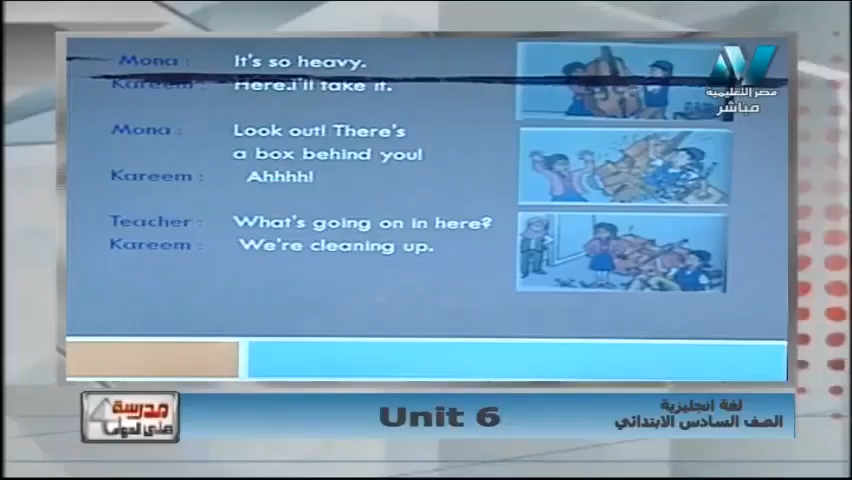 Mona : It's so heavy.
Kareem : Here.I'll take it.
Mona : Look out! There's
a box behind you!
Kareem : Ahhhh!
Teacher : What's going on in here?
Kareem : We're cleaning up.
مصر التعليمية
مباشر
مدرسة
على الهواء
Unit 6
لغة انجليزية
الصف السادس الابتدائي